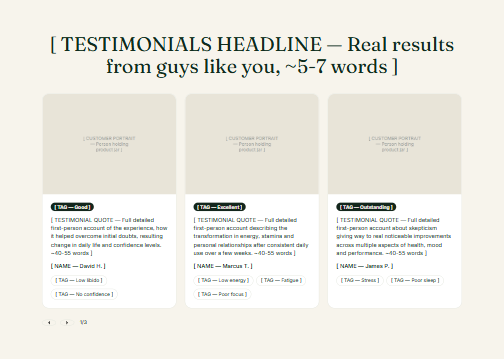 [ TESTIMONIALS HEADLINE — Real results
from guys like you, ~5-7 words ]
[ CUSTOMER PORTRAIT
— Person holding
product jar ]
[ CUSTOMER PORTRAIT
— Person holding
product jar ]
[ CUSTOMER PORTRAIT
— Person holding
product jar ]
[ TAG — Good ]
[ TESTIMONIAL QUOTE — Full detailed
first-person account of the experience, how
it helped overcome initial doubts, resulting
change in daily life and confidence levels.
~40-55 words ]
[ NAME — David H. ]
[ TAG — Low libido ]
[ TAG — No confidence ]
[ TAG — Excellent ]
[ TESTIMONIAL QUOTE — Full detailed
first-person account describing the
transformation in energy, stamina and
personal relationships after consistent daily
use over a few weeks. ~40-55 words ]
[ NAME — Marcus T. ]
[ TAG — Low energy ] [ TAG — Fatigue ]
[ TAG — Poor focus ]
[ TAG — Outstanding ]
[ TESTIMONIAL QUOTE — Full detailed
first-person account about skepticism
giving way to real noticeable improvements
across multiple aspects of health, mood
and performance. ~40-55 words ]
[ NAME — James P. ]
[ TAG — Stress ] [ TAG — Poor sleep ]
1/3